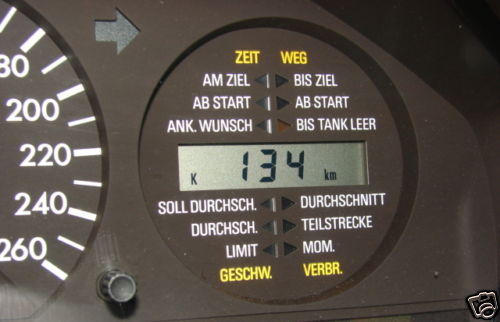 ZEIT WEG
AM ZIEL BIS ZIEL
AB START AB START
ANK. WUNSCH BIS TANK LEER
K 134 km
SOLL DURCHSCH. DURCHSCHNITT
DURCHSCH. TEILSTRECKE
LIMIT MOM.
GESCHW. VERBR.
80
200
220
240
260